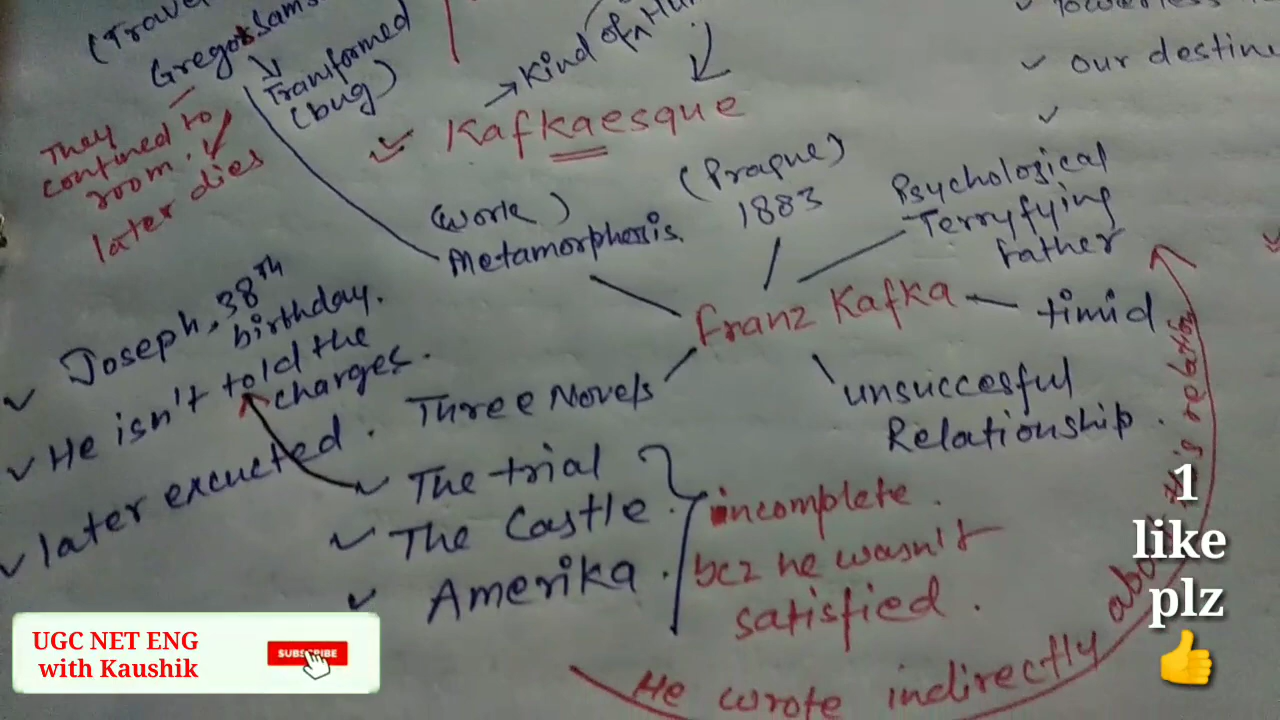 (Trave
Gregor Sams
Transformed
(bug)
They
confined to
room.
later dies
Kind of
Kafkaesque
our destine
(Work)
Metamorphosis.
(Prague)
1883
Psychological
Terryfying
Father
Franz Kafka
timid
unsuccesful
Relationship.
Joseph, 38th
birthday.
He isn't told the
charges.
later excuted.
Three Novels
The trial
The Castle.
Amerika.
incomplete.
bcz he wasn't
satisfied.
He wrote indirectly about this relation
1
like
plz
UGC NET ENG
with Kaushik
SUBSCRIBE